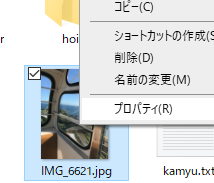 コピー(C)
hoi
ショートカットの作成(S
削除(D)
名前の変更(M)
プロパティ(R)
r
IMG_6621.jpg
kamyu.txt